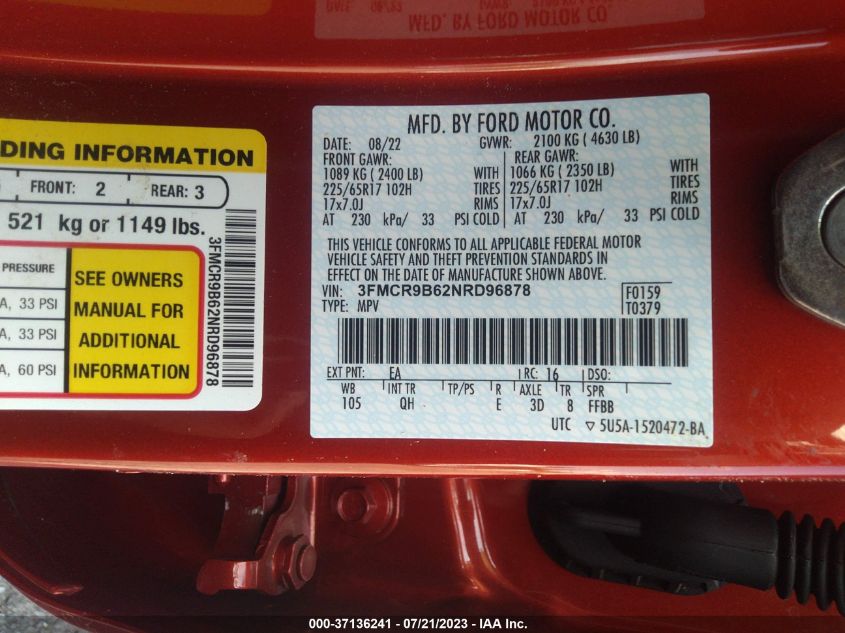 MFD. BY FORD MOTOR CO.
DING INFORMATION
FRONT: 2 REAR: 3
521 kg or 1149 lbs.
PRESSURE
A, 33 PSI
A, 33 PSI
A, 60 PSI
SEE OWNERS
MANUAL FOR
ADDITIONAL
INFORMATION
3FMCR9B62NRD96878
MFD. BY FORD MOTOR CO.
DATE: 08/22 GVWR: 2100 KG ( 4630 LB)
FRONT GAWR: REAR GAWR:
1089 KG ( 2400 LB) WITH 1066 KG ( 2350 LB) WITH
225/65R17 102H TIRES 225/65R17 102H TIRES
17x7.0J RIMS 17x7.0J RIMS
AT 230 kPa/ 33 PSI COLD AT 230 kPa/ 33 PSI COLD
THIS VEHICLE CONFORMS TO ALL APPLICABLE FEDERAL MOTOR
VEHICLE SAFETY AND THEFT PREVENTION STANDARDS IN
EFFECT ON THE DATE OF MANUFACTURE SHOWN ABOVE.
VIN: 3FMCR9B62NRD96878 F0159
TYPE: MPV T0379
EXT PNT: EA RC: 16 DSO:
WB INT TR TP/PS R AXLE TR SPR
105 QH E 3D 8 FFBB
UTC ▽ 5U5A-1520472-BA
000-37136241 - 07/21/2023 - IAA Inc.